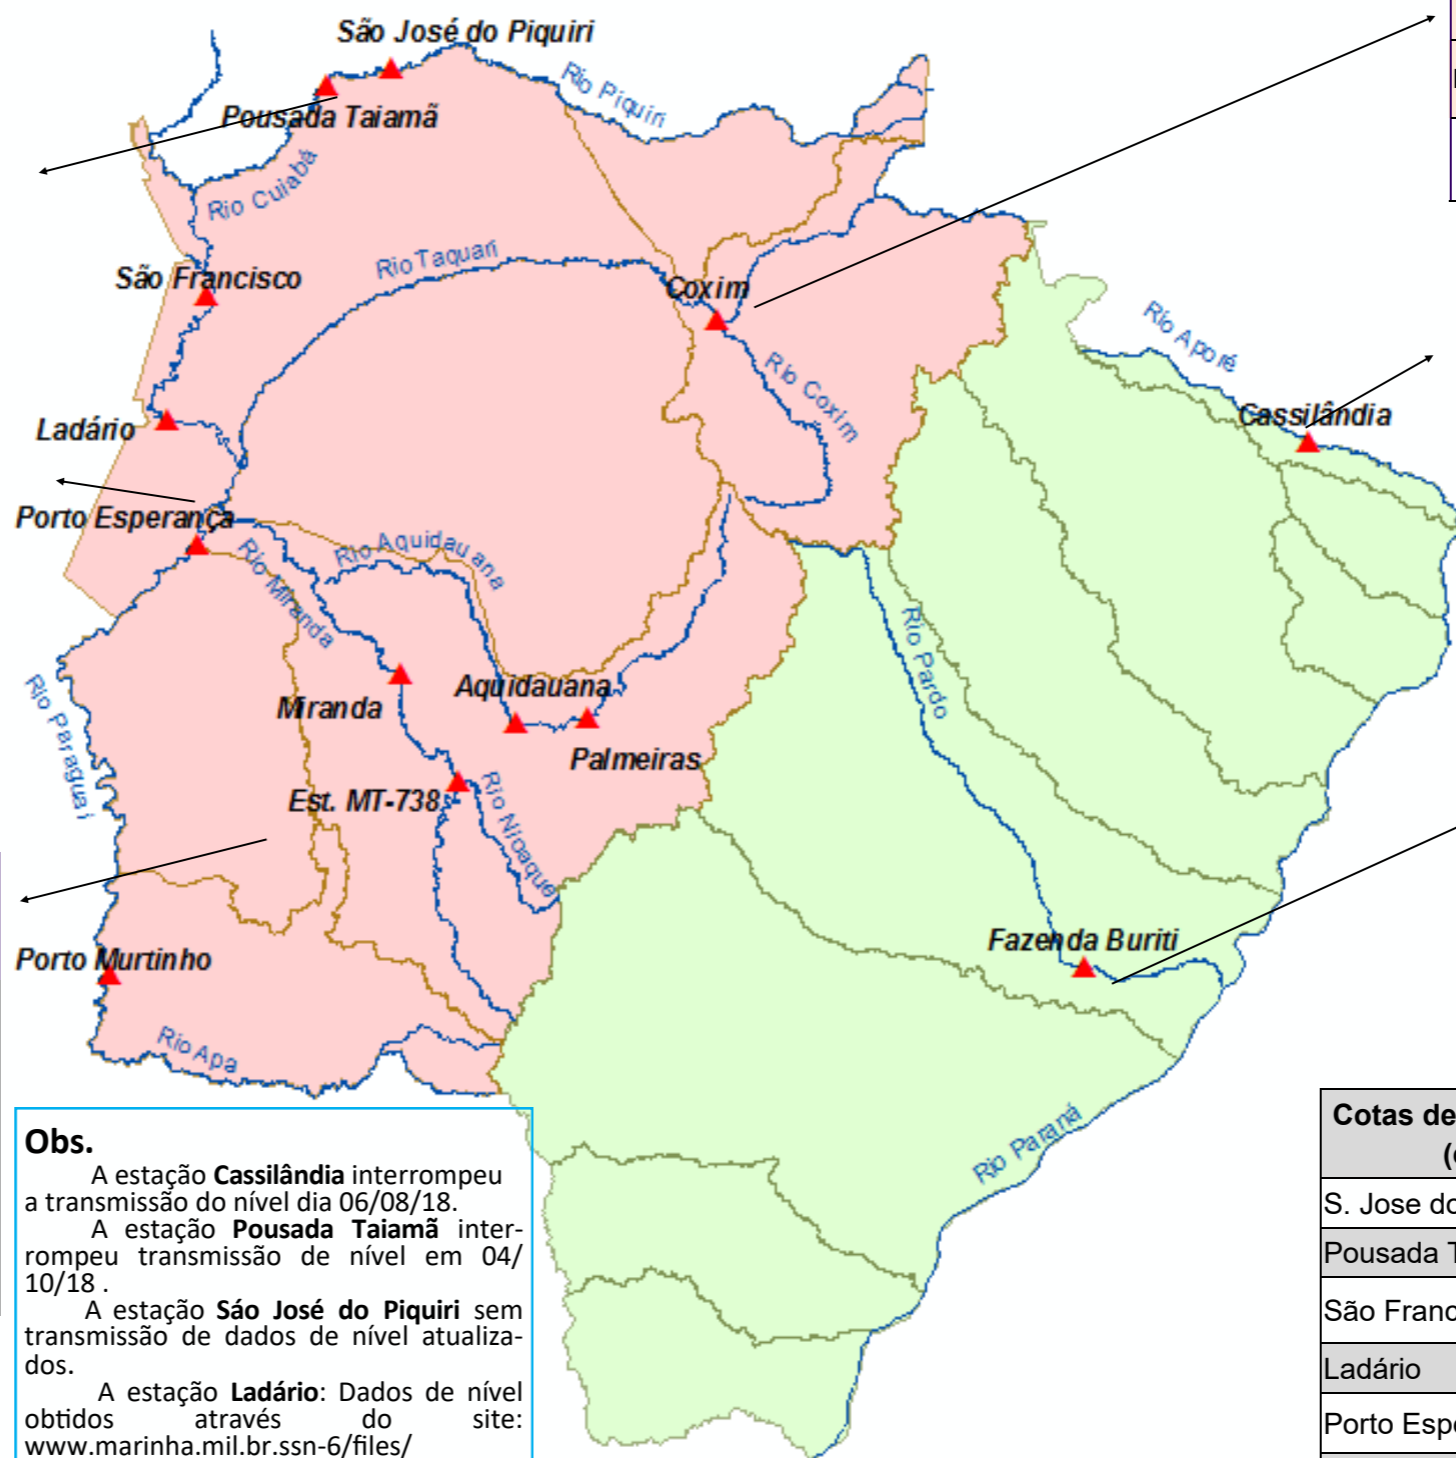 São José do Piquiri
Rio Piquiri
Pousada Taiamã
Rio Cuiabá
Rio Taquari
São Francisco
Coxim
Rio Aporé
Rio Coxim
Cassilândia
Ladário
Porto Esperança
Rio Aquidauana
Rio Miranda
Rio Pardo
Rio Paraguai
Aquidauana
Miranda
Palmeiras
Rio Nioaque
Est. MT-738
Fazenda Buriti
Porto Murtinho
Rio Apa
Rio Paraná
Obs.
A estação Cassilândia interrompeu
a transmissão do nível dia 06/08/18.
A estação Pousada Taiamã inter-
rompeu transmissão de nível em 04/
10/18 .
A estação Sáo José do Piquiri sem
transmissão de dados de nível atualiza-
dos.
A estação Ladário: Dados de nível
obtidos através do site:
www.marinha.mil.br.ssn-6/files/
Cotas de
S. Jose do
Pousada T
São Franc
Ladário
Porto Esp